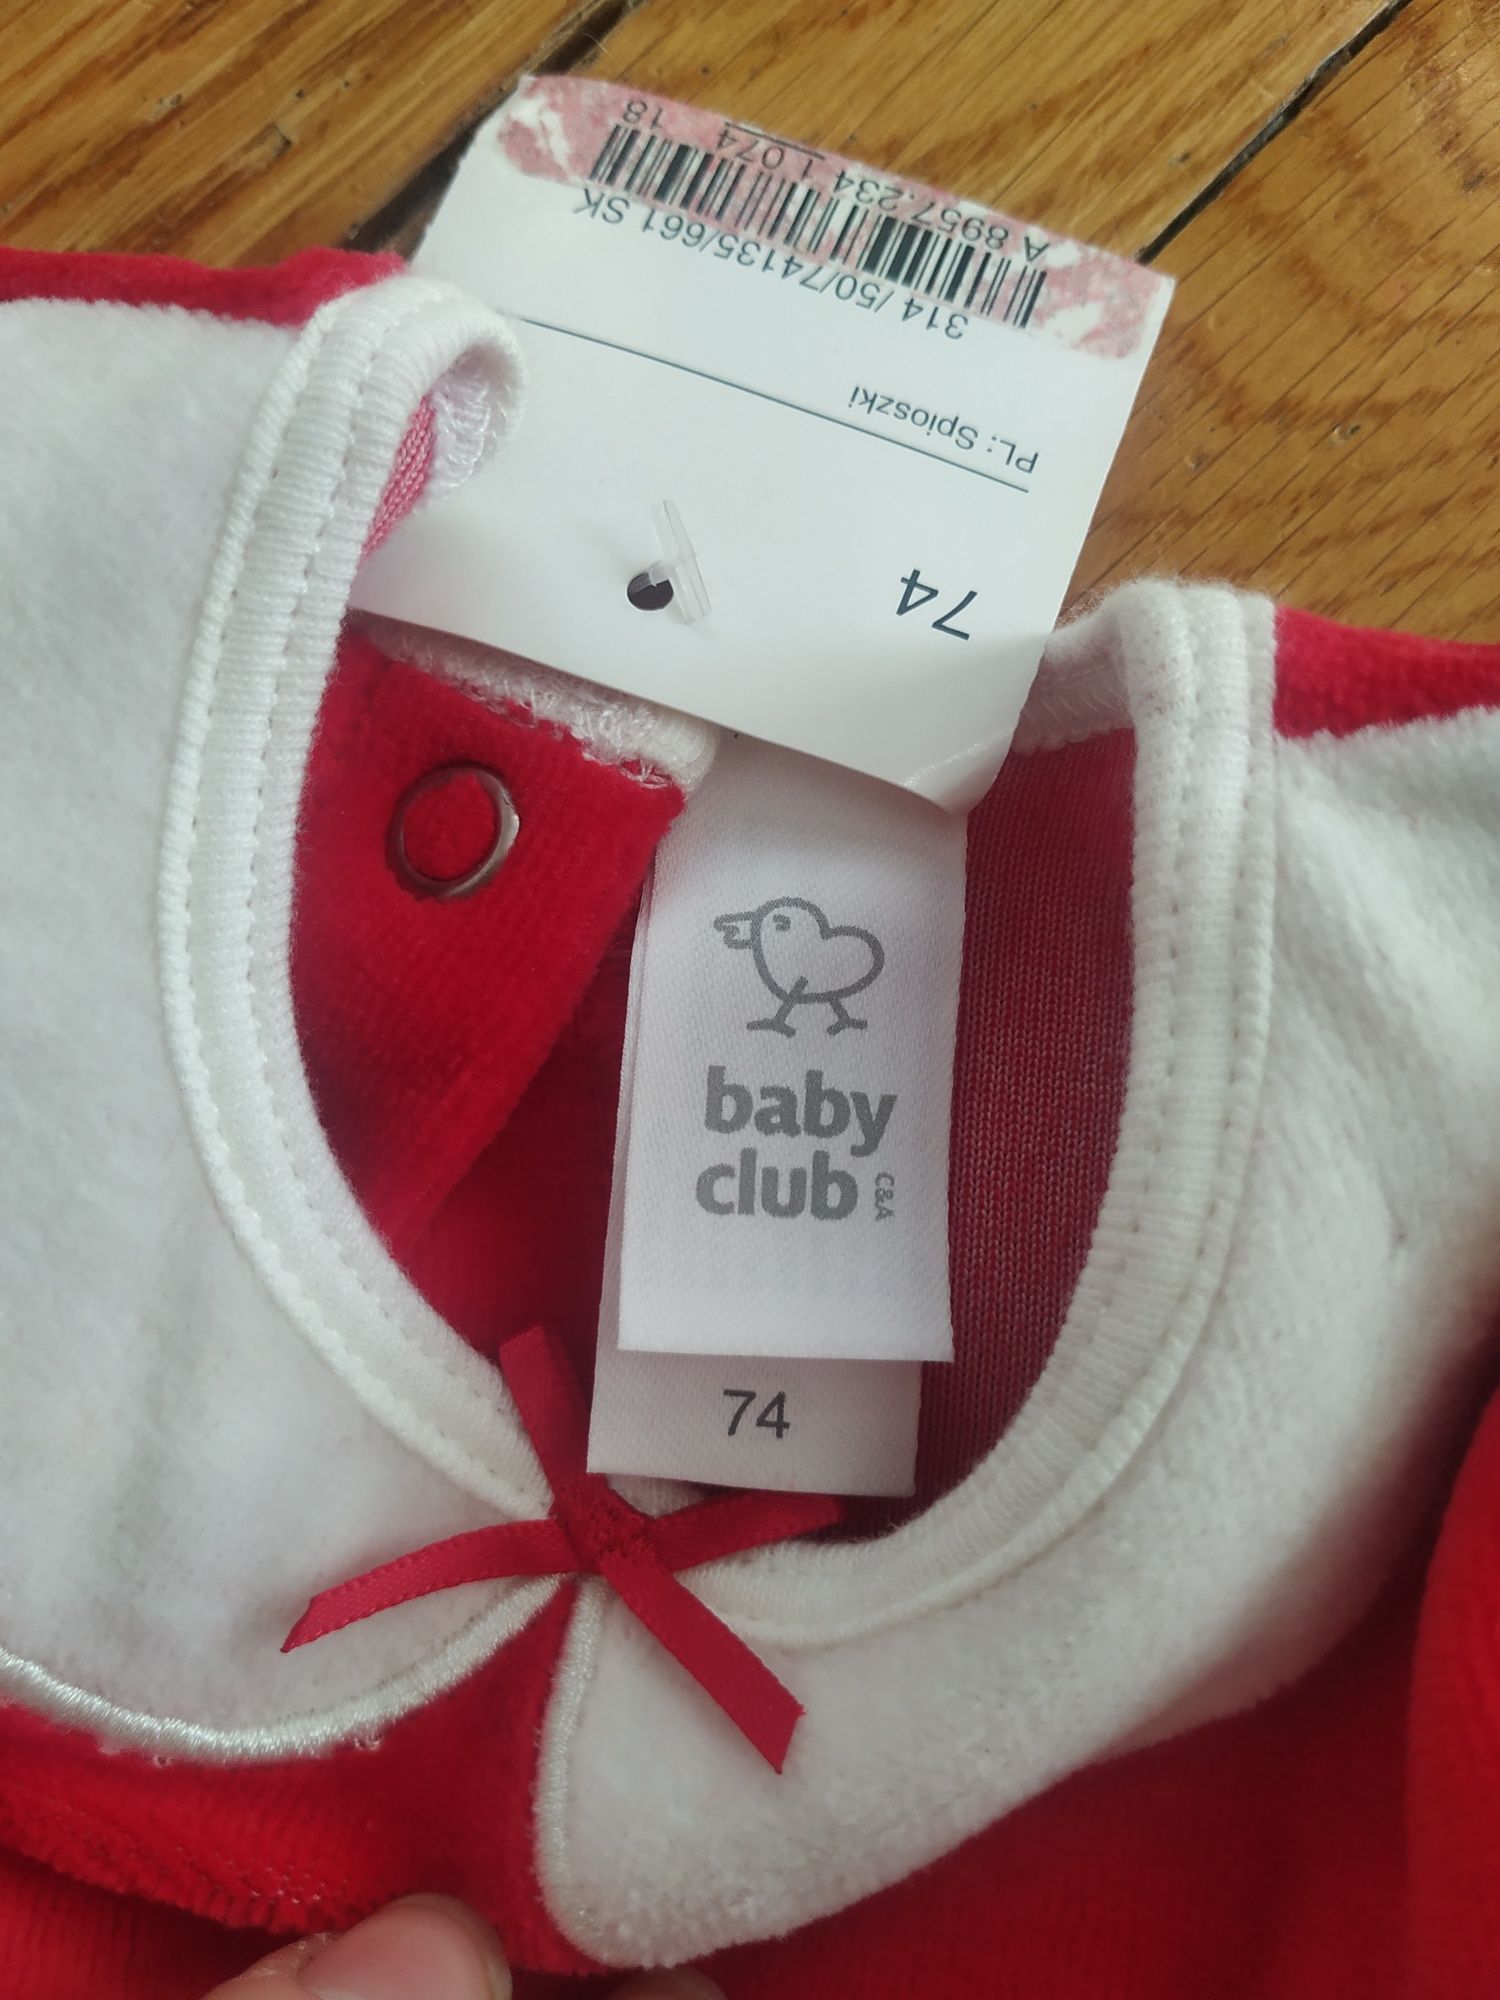 74
PL: Spioszki
314 /50/74135/661 SK
A 8957.234 1 074 18
baby
club
C&A
74